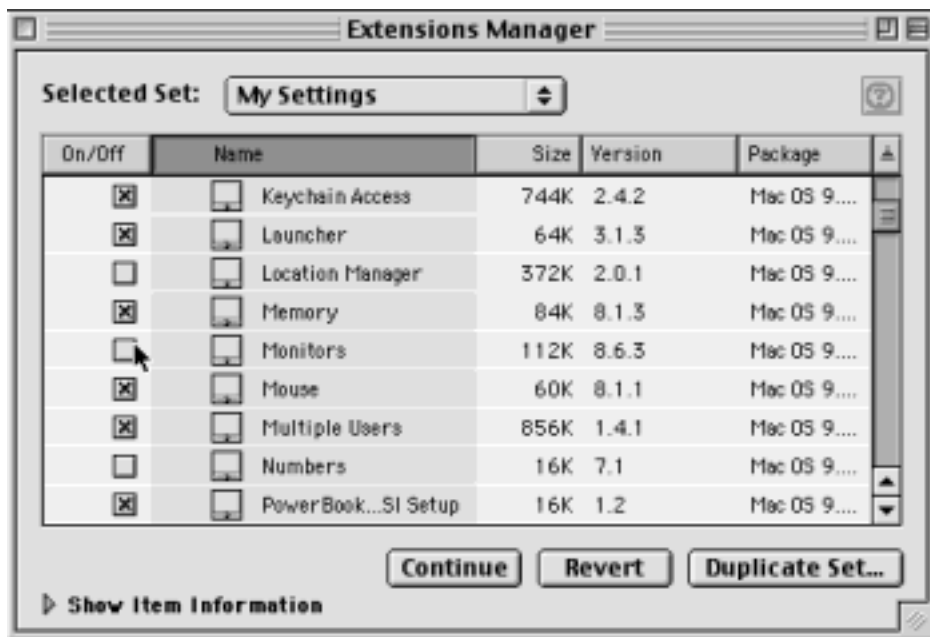 Extensions Manager
Selected Set: My Settings
On/Off Name Size Version Package
Keychain Access 744K 2.4.2 Mac OS 9....
Launcher 64K 3.1.3 Mac OS 9....
Location Manager 372K 2.0.1 Mac OS 9....
Memory 84K 8.1.3 Mac OS 9....
Monitors 112K 8.6.3 Mac OS 9....
Mouse 60K 8.1.1 Mac OS 9....
Multiple Users 856K 1.4.1 Mac OS 9....
Numbers 16K 7.1 Mac OS 9....
PowerBook...SI Setup 16K 1.2 Mac OS 9....
Continue Revert Duplicate Set...
Show Item Information